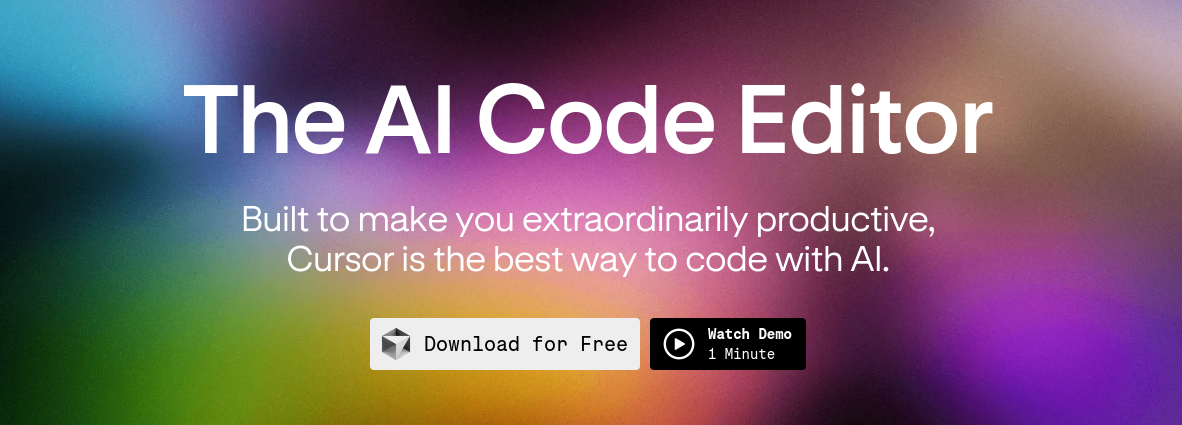 The AI Code Editor
Built to make you extraordinarily productive,
Cursor is the best way to code with AI.
Download for Free
Watch Demo
1 Minute